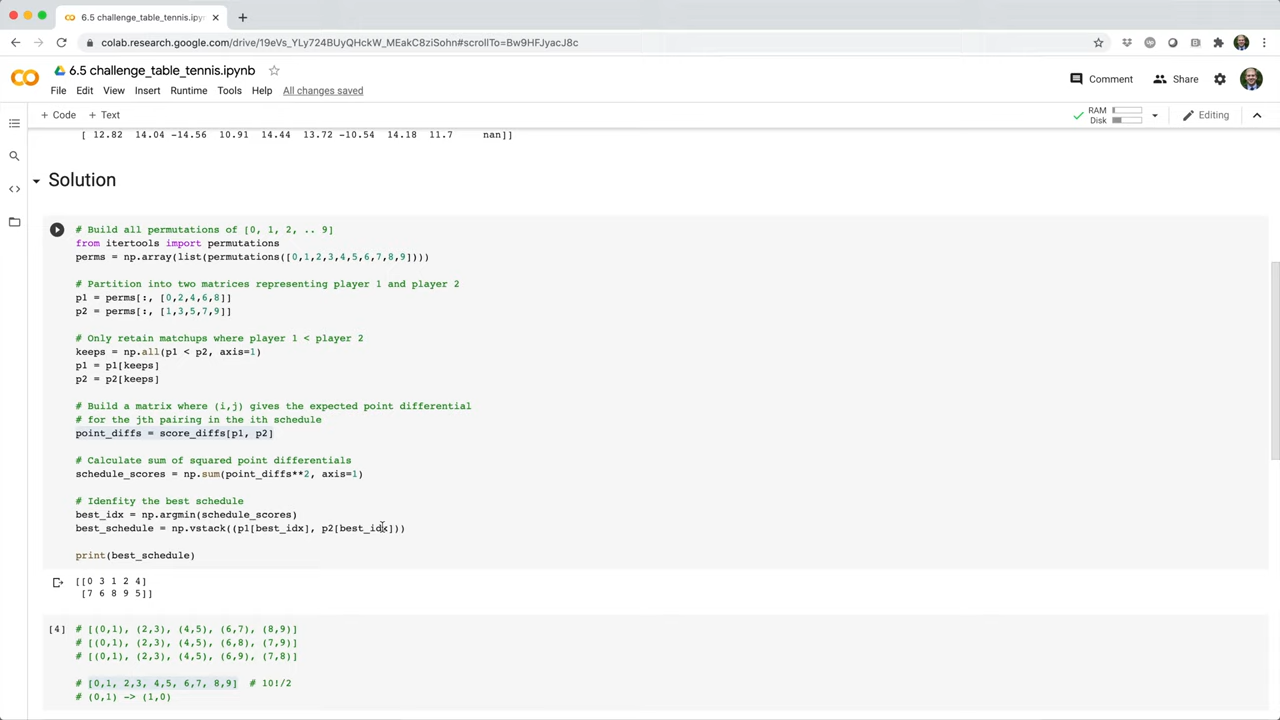 6.5 challenge_table_tennis.ipyn
colab.research.google.com/drive/19eVs_YLy724BUyQHckW_MEakC8ziSohn#scrollTo=Bw9HFJyacJ8c
6.5 challenge_table_tennis.ipynb
Comment
Share
File Edit View Insert Runtime Tools Help All changes saved
+ Code + Text
RAM
Disk
Editing
[ 12.82 14.04 -14.56 10.91 14.44 13.72 -10.54 14.18 11.7 nan]]
Solution
# Build all permutations of [0, 1, 2, .. 9]
from itertools import permutations
perms = np.array(list(permutations([0,1,2,3,4,5,6,7,8,9])))
# Partition into two matrices representing player 1 and player 2
p1 = perms[:, [0,2,4,6,8]]
p2 = perms[:, [1,3,5,7,9]]
# Only retain matchups where player 1 < player 2
keeps = np.all(p1 < p2, axis=1)
p1 = p1[keeps]
p2 = p2[keeps]
# Build a matrix where (i,j) gives the expected point differential
# for the jth pairing in the ith schedule
point_diffs = score_diffs[p1, p2]
# Calculate sum of squared point differentials
schedule_scores = np.sum(point_diffs**2, axis=1)
# Idenfity the best schedule
best_idx = np.argmin(schedule_scores)
best_schedule = np.vstack((p1[best_idx], p2[best_idx]))
print(best_schedule)
[[0 3 1 2 4]
[7 6 8 9 5]]
[4] # [(0,1), (2,3), (4,5), (6,7), (8,9)]
# [(0,1), (2,3), (4,5), (6,8), (7,9)]
# [(0,1), (2,3), (4,5), (6,9), (7,8)]
# [0,1, 2,3, 4,5, 6,7, 8,9] # 10!/2
# (0,1) -> (1,0)